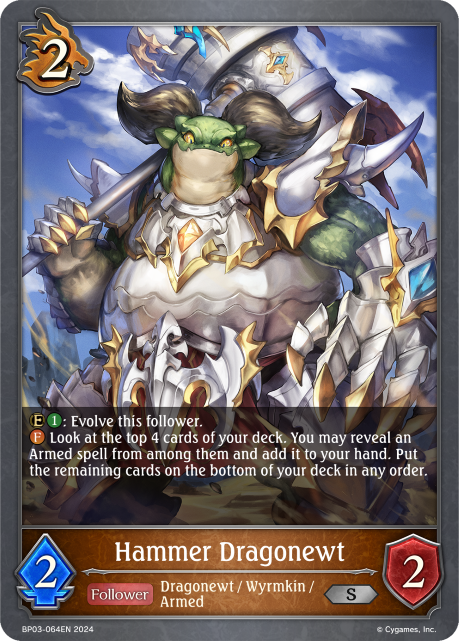 2
E 1 : Evolve this follower.
F Look at the top 4 cards of your deck. You may reveal an
Armed spell from among them and add it to your hand. Put
the remaining cards on the bottom of your deck in any order.
Hammer Dragonewt
2
Follower
Dragonewt / Wyrmkin /
Armed
S
2
BP03-064EN 2024
© Cygames, Inc.